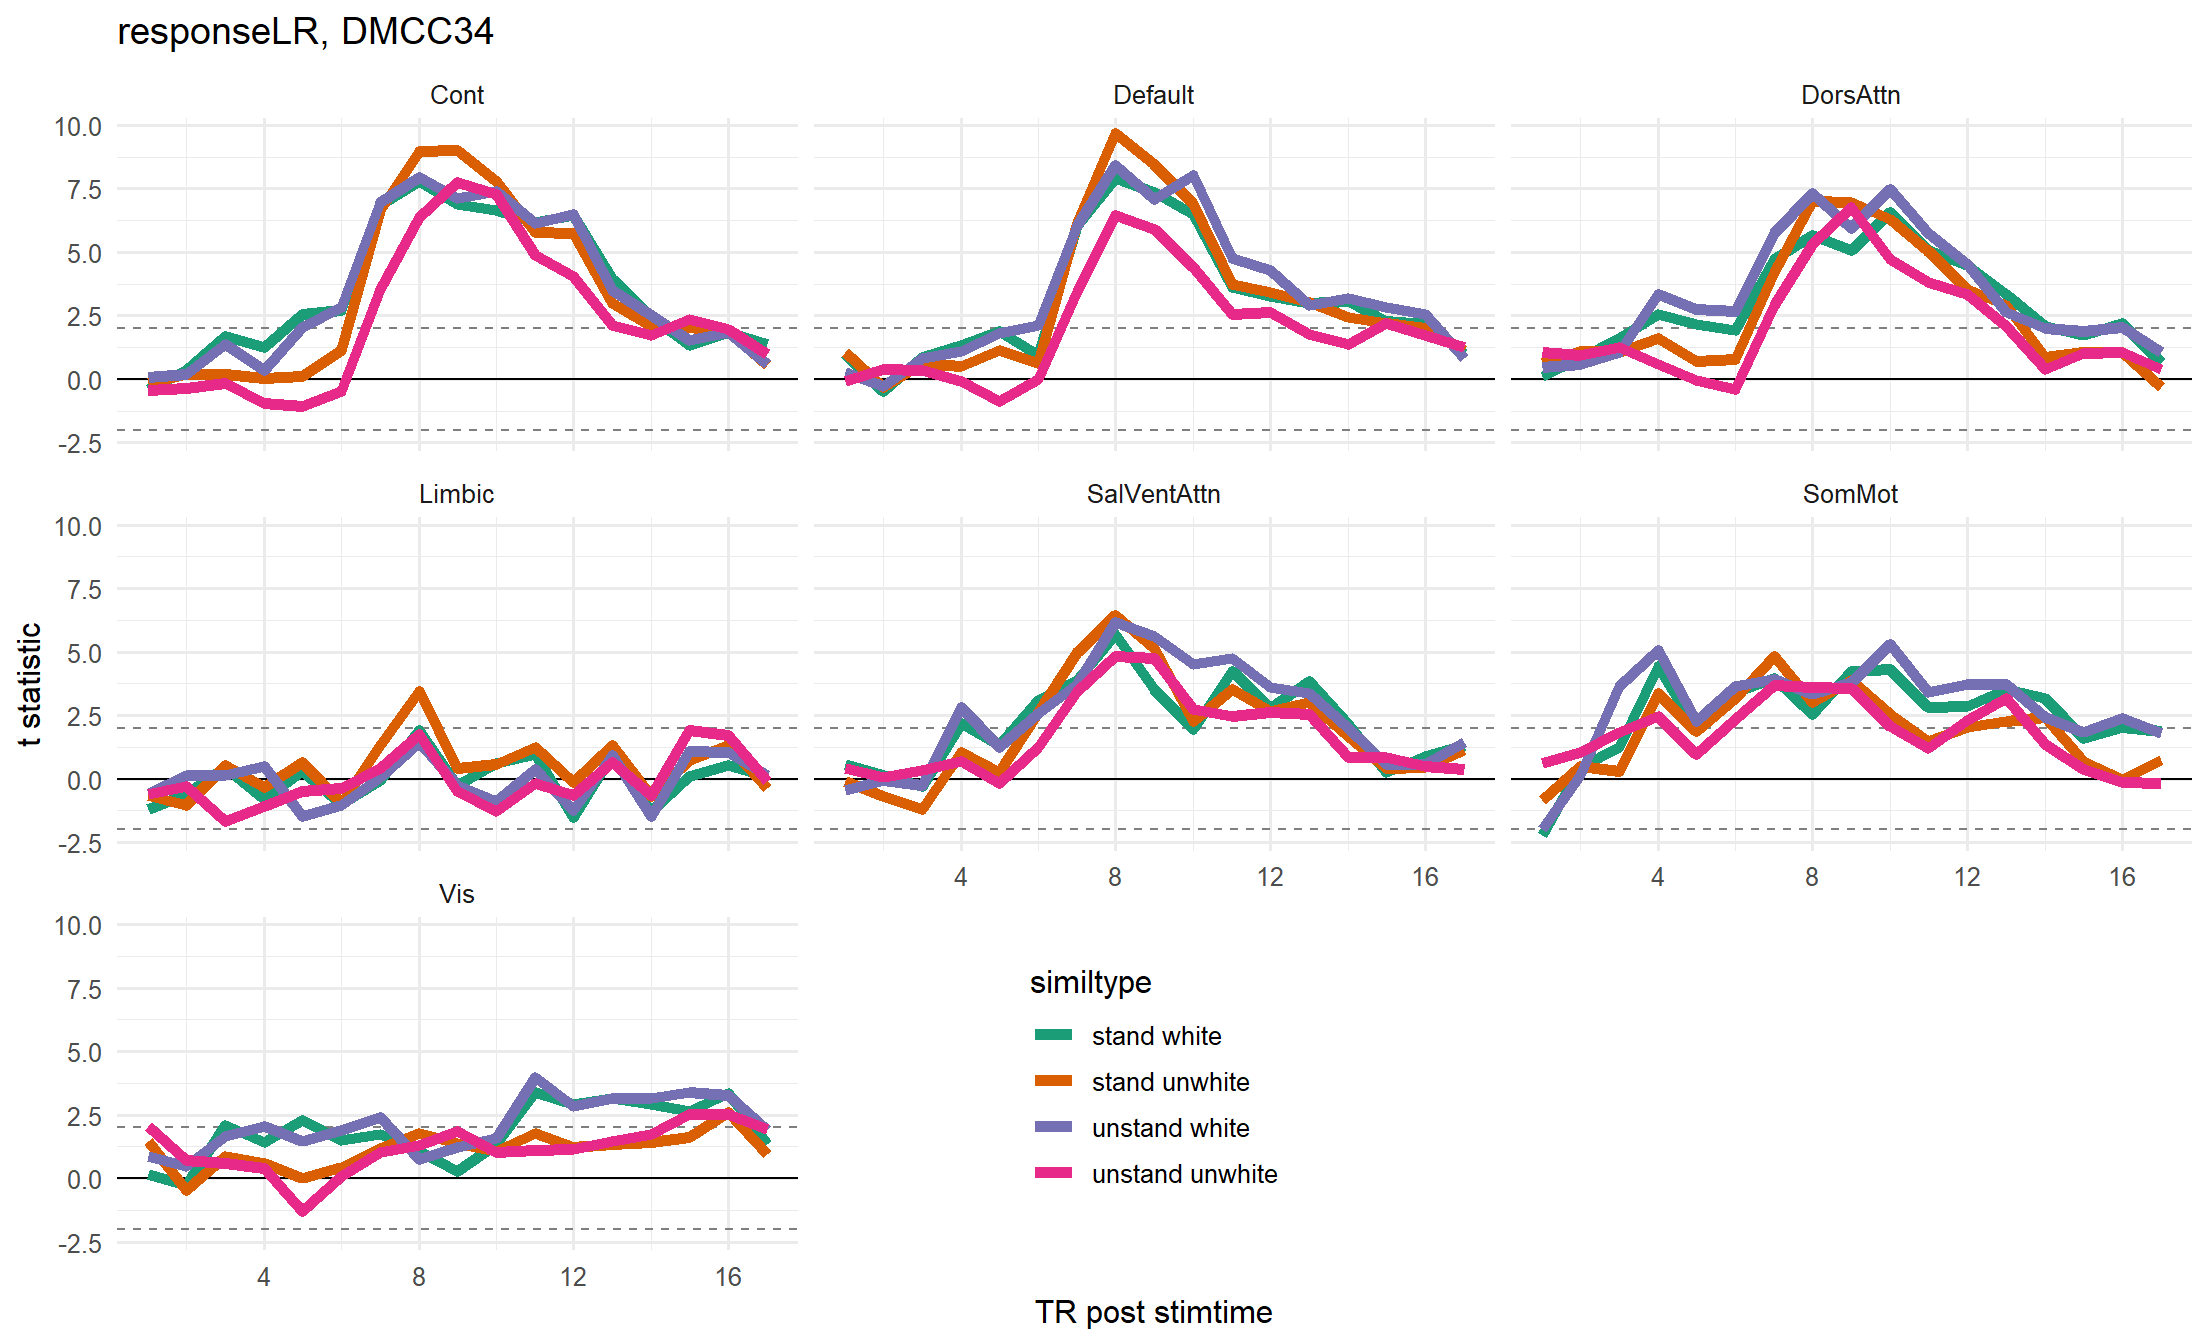 responseLR, DMCC34
Cont
Default
DorsAttn
10.0
7.5
5.0
2.5
0.0
-2.5
Limbic
SalVentAttn
SomMot
10.0
7.5
5.0
2.5
0.0
-2.5
t statistic
4 8 12 16
4 8 12 16
Vis
10.0
7.5
5.0
2.5
0.0
-2.5
4 8 12 16
similtype
stand white
stand unwhite
unstand white
unstand unwhite
TR post stimtime